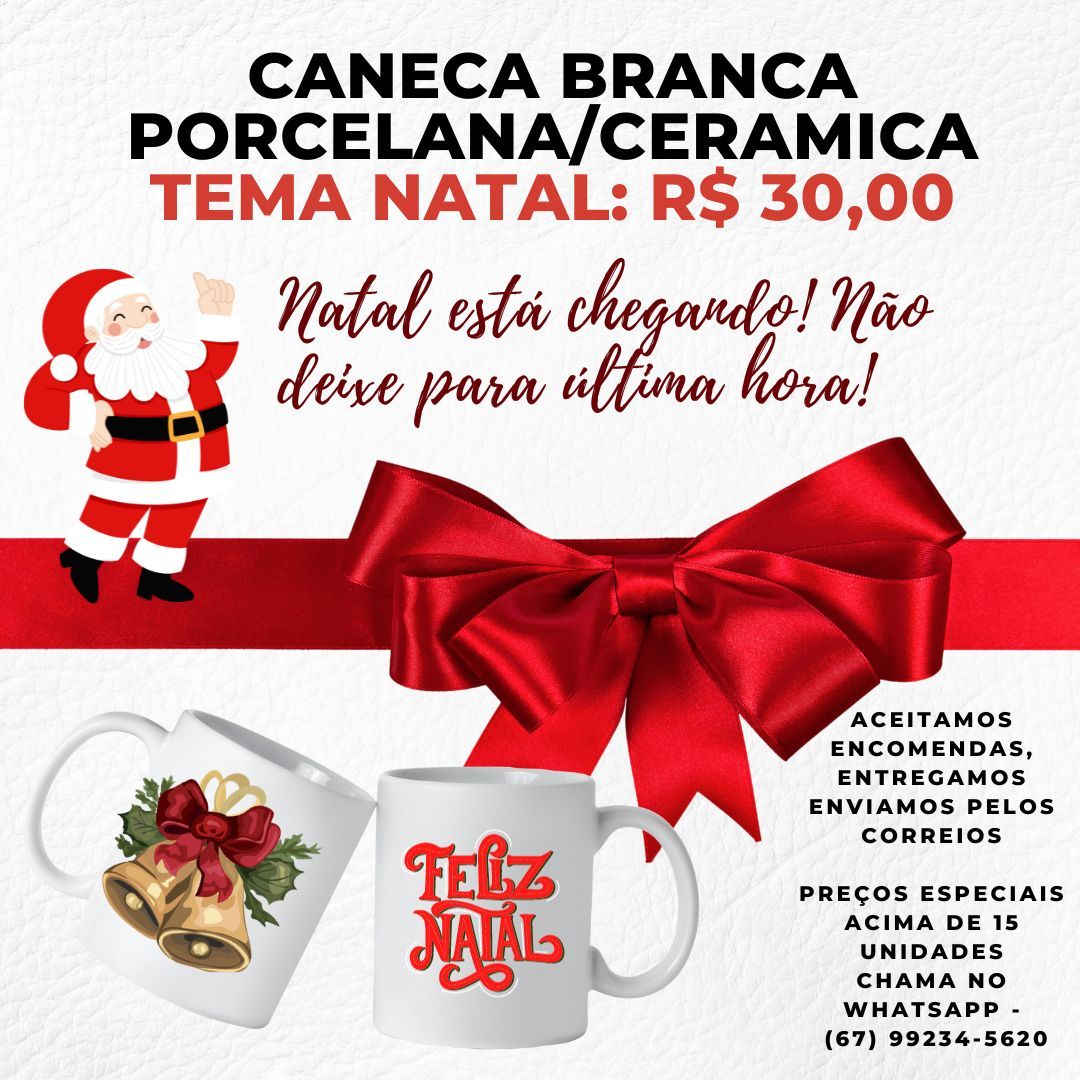 CANECA BRANCA
PORCELANA/CERAMICA
TEMA NATAL: R$ 30,00
Natal está chegando! Não
deixe para última hora!
ACEITAMOS
ENCOMENDAS,
ENTREGAMOS
ENVIAMOS PELOS
CORREIOS
PREÇOS ESPECIAIS
ACIMA DE 15
UNIDADES
CHAMA NO
WHATSAPP -
(67) 99234-5620
FELIZ
NATAL